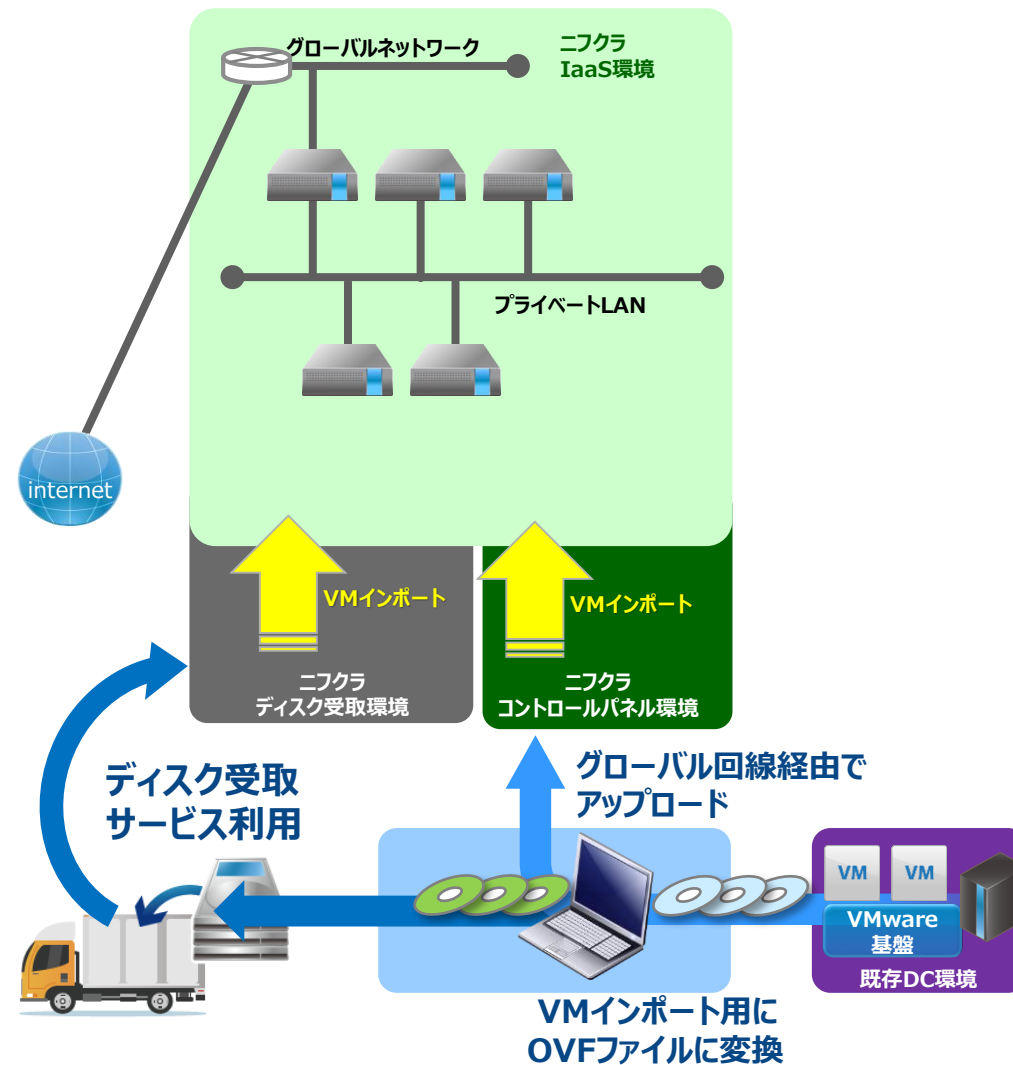 グローバルネットワーク
ニフクラ
IaaS環境
プライベートLAN
internet
VMインポート
VMインポート
ニフクラ
ディスク受取環境
ニフクラ
コントロールパネル環境
ディスク受取
サービス利用
グローバル回線経由で
アップロード
VM
VM
VMware
基盤
既存DC環境
VMインポート用に
OVFファイルに変換